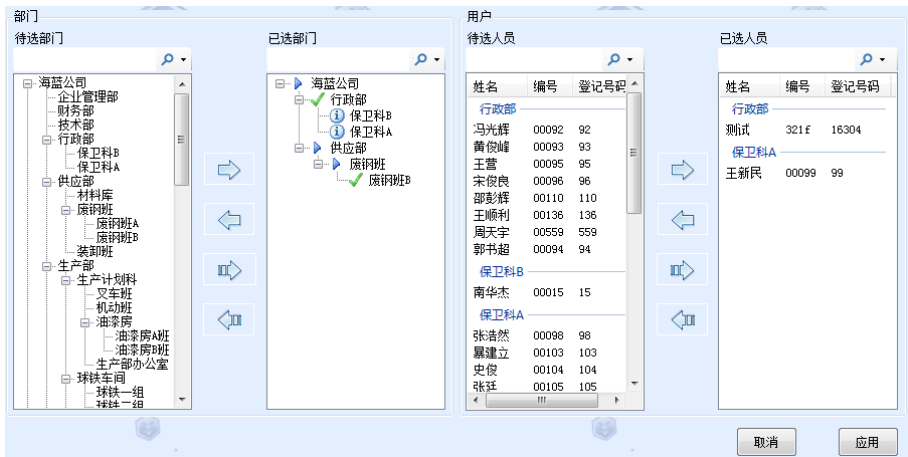 部门
待选部门
海蓝公司
企业管理部
财务部
技术部
行政部
保卫科B
保卫科A
供应部
材料库
废钢班
废钢班A
废钢班B
装卸班
生产部
生产计划科
叉车班
机动班
油漆房
油漆房A班
油漆房B班
生产部办公室
球铁车间
球铁一组
球铁二组
已选部门
海蓝公司
行政部
保卫科B
保卫科A
供应部
废钢班
废钢班B
用户
待选人员
姓名 编号 登记号码
行政部
冯光辉 00092 92
黄俊峰 00093 93
王营 00095 95
宋俊良 00096 96
邵彭辉 00110 110
王顺利 00136 136
周天宇 00559 559
郭书超 00094 94
保卫科B
南华杰 00015 15
保卫科A
张浩然 00098 98
暴建立 00103 103
史俊 00104 104
张廷 00105 105
已选人员
姓名 编号 登记号码
行政部
测试 321f 16304
保卫科A
王新民 00099 99
取消
应用